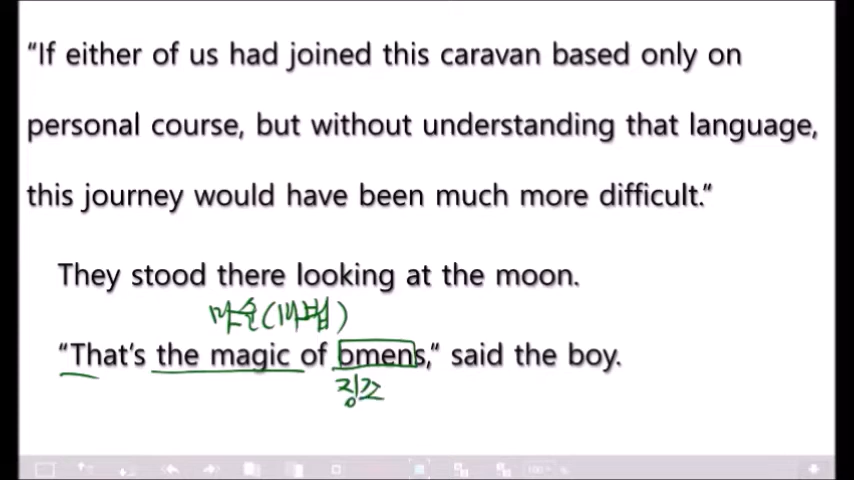 “If either of us had joined this caravan based only on
personal course, but without understanding that language,
this journey would have been much more difficult.“
They stood there looking at the moon.
마술(마법)
“That’s the magic of omens,“ said the boy.
징조